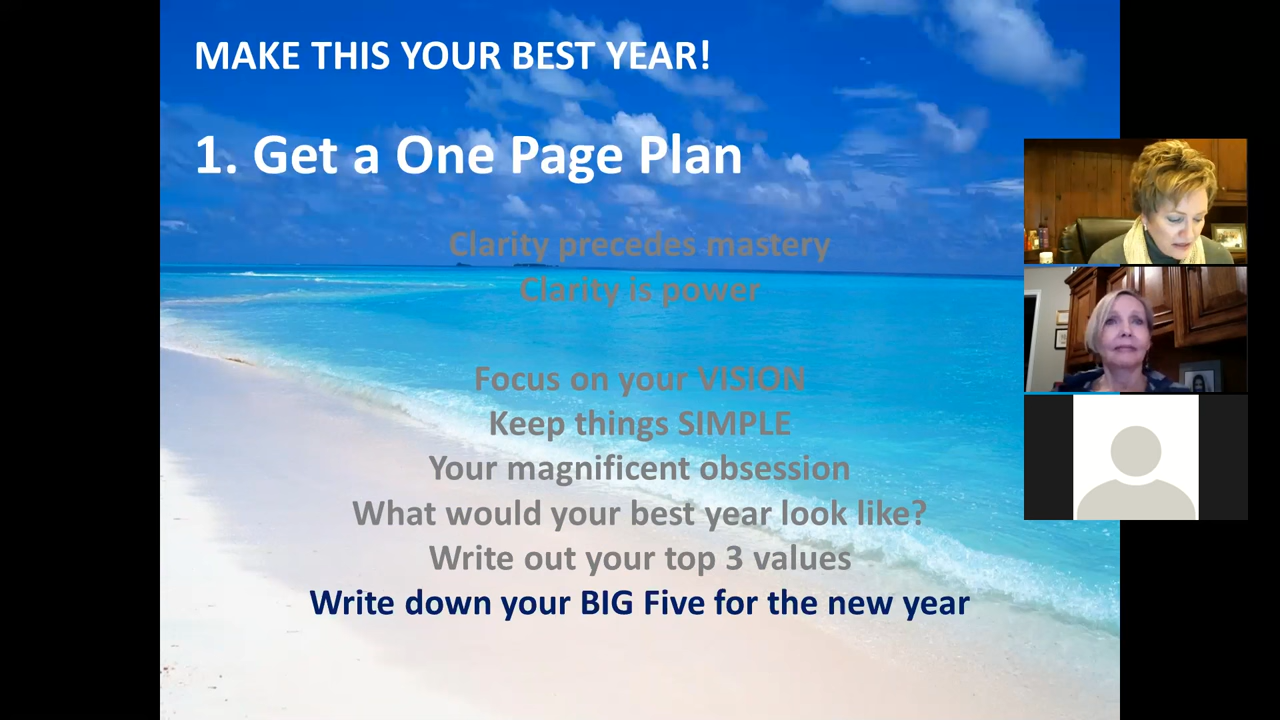 MAKE THIS YOUR BEST YEAR!
1. Get a One Page Plan
Clarity precedes mastery
Clarity is power
Focus on your VISION
Keep things SIMPLE
Your magnificent obsession
What would your best year look like?
Write out your top 3 values
Write down your BIG Five for the new year